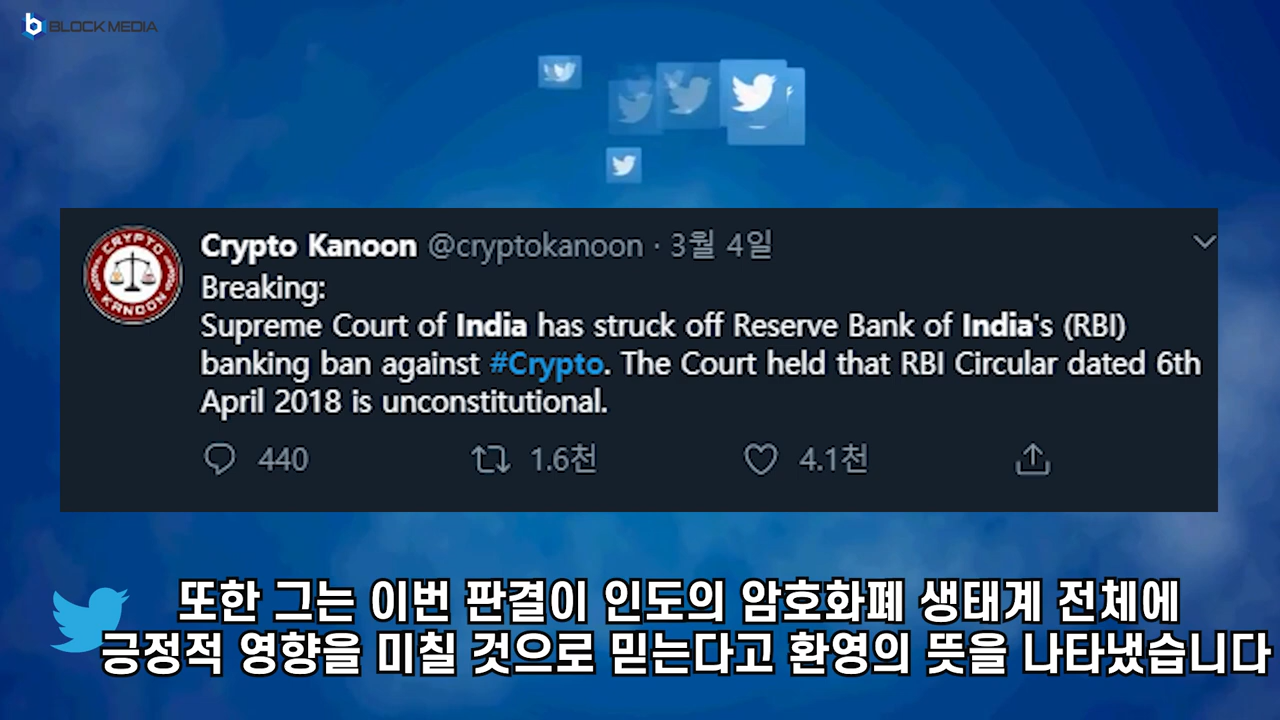 BLOCK MEDIA
CRYPTO
KANOON
Crypto Kanoon @cryptokanoon · 3월 4일
Breaking:
Supreme Court of India has struck off Reserve Bank of India's (RBI)
banking ban against #Crypto. The Court held that RBI Circular dated 6th
April 2018 is unconstitutional.
440 1.6천 4.1천
또한 그는 이번 판결이 인도의 암호화폐 생태계 전체에
긍정적 영향을 미칠 것으로 믿는다고 환영의 뜻을 나타냈습니다